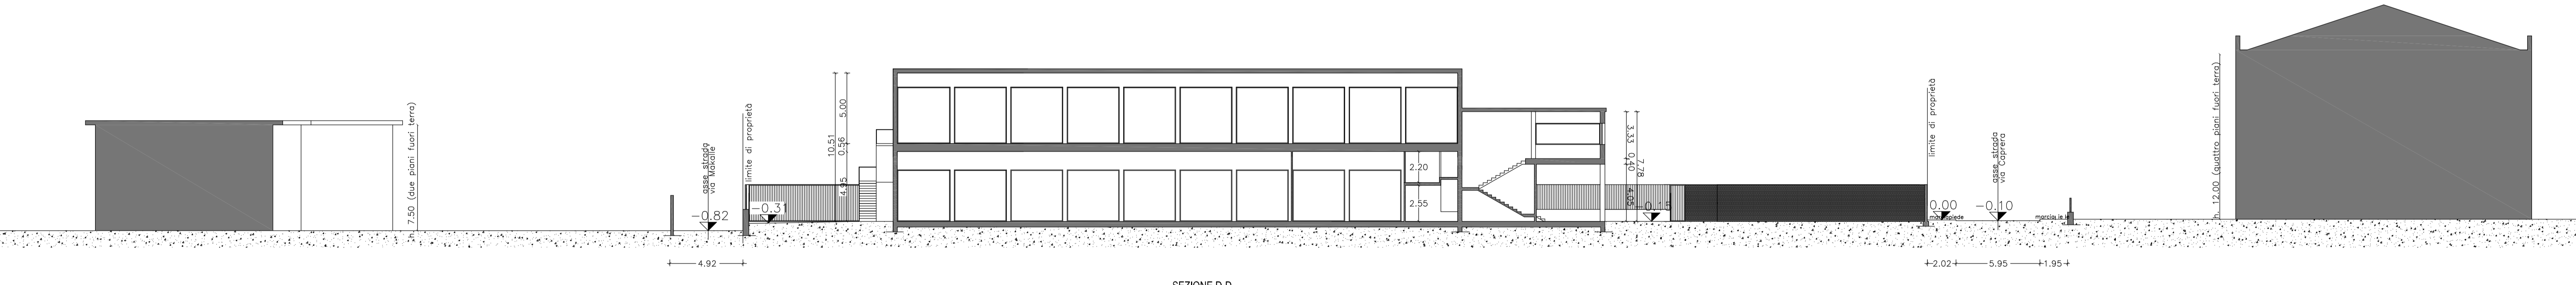 h 7.50 (due piani fuori terra)
asse strada
via Makalle
limite di proprietà
-0.82
-0.31
4.92
10.51
5.00
0.56
4.95
2.20
2.55
3.33
0.40
4.05
7.78
-0.15
limite di proprietà
0.00
marciapiede
asse strada
via Caprera
-0.10
2.02
5.95
1.95
h 12.00 (quattro piani fuori terra)
SEZIONE D D